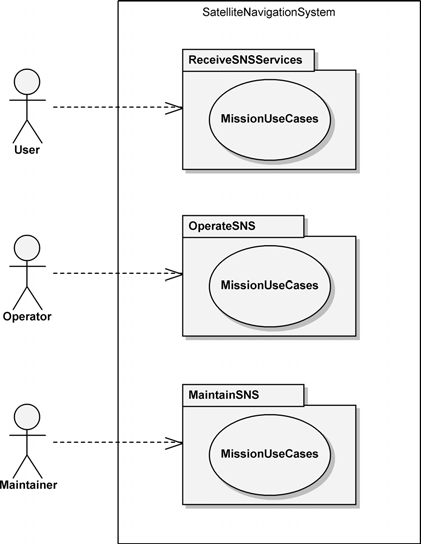 SatelliteNavigationSystem
ReceiveSNSServices
MissionUseCases
User
OperateSNS
MissionUseCases
Operator
MaintainSNS
MissionUseCases
Maintainer